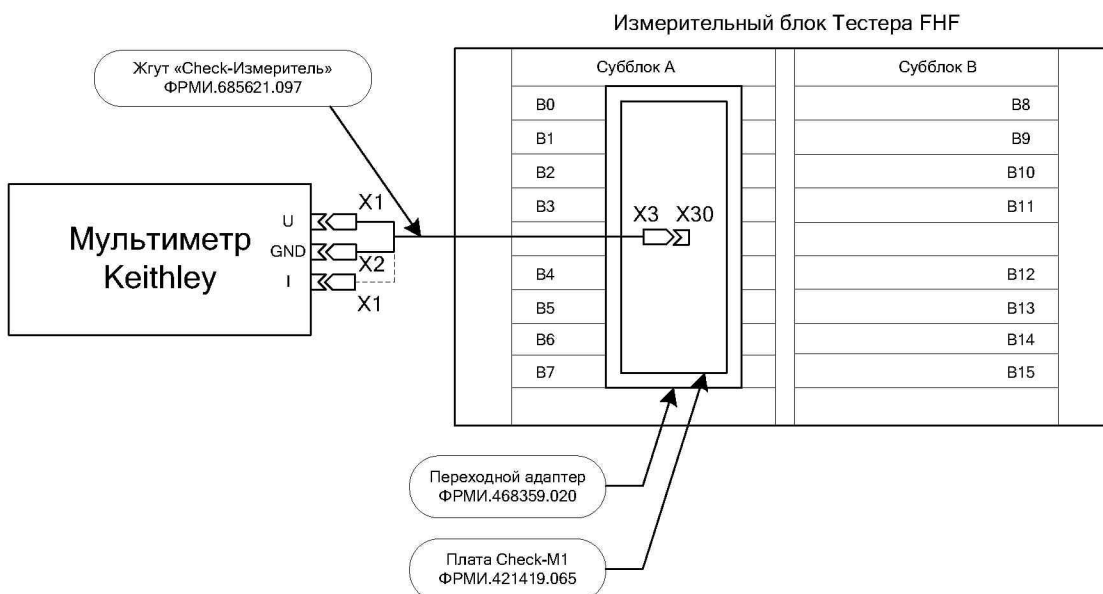 Измерительный блок Тестера FHF
Жгут «Check-Измеритель»
ФРМИ.685621.097
Субблок А
Субблок В
B0
B1
B2
B3
B4
B5
B6
B7
B8
B9
B10
B11
B12
B13
B14
B15
Мультиметр
Keithley
U
GND
I
X1
X2
X1
X3 X30
Переходной адаптер
ФРМИ.468359.020
Плата Check-M1
ФРМИ.421419.065